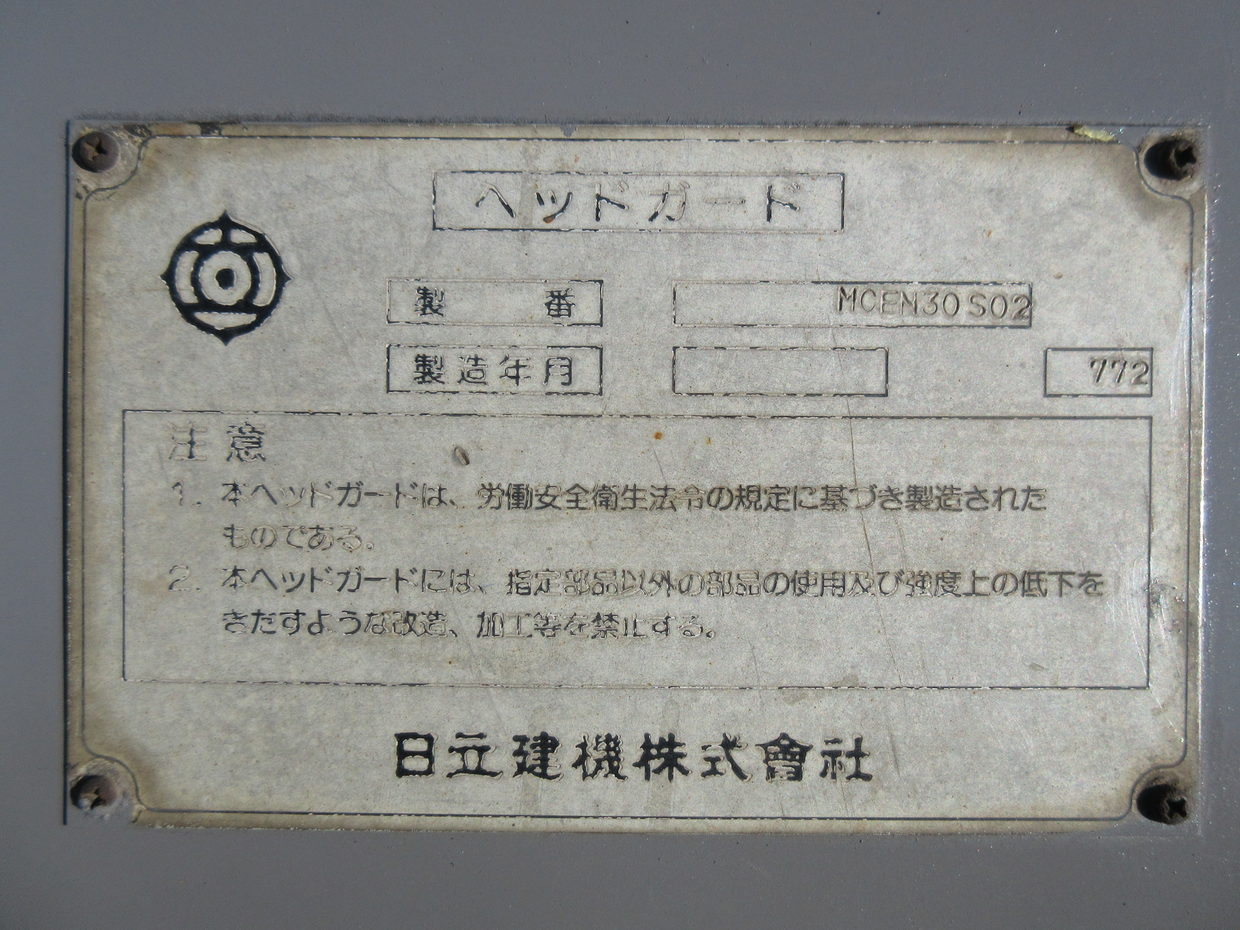 ヘッドガード
製番 MCEN30S02
製造年月 772
注意
1. 本ヘッドガードは、労働安全衛生法令の規定に基づき製造された
ものである。
2. 本ヘッドガードには、指定部品以外の部品の使用及び強度上の低下を
きたすような改造、加工等を禁止する。
日立建機株式會社